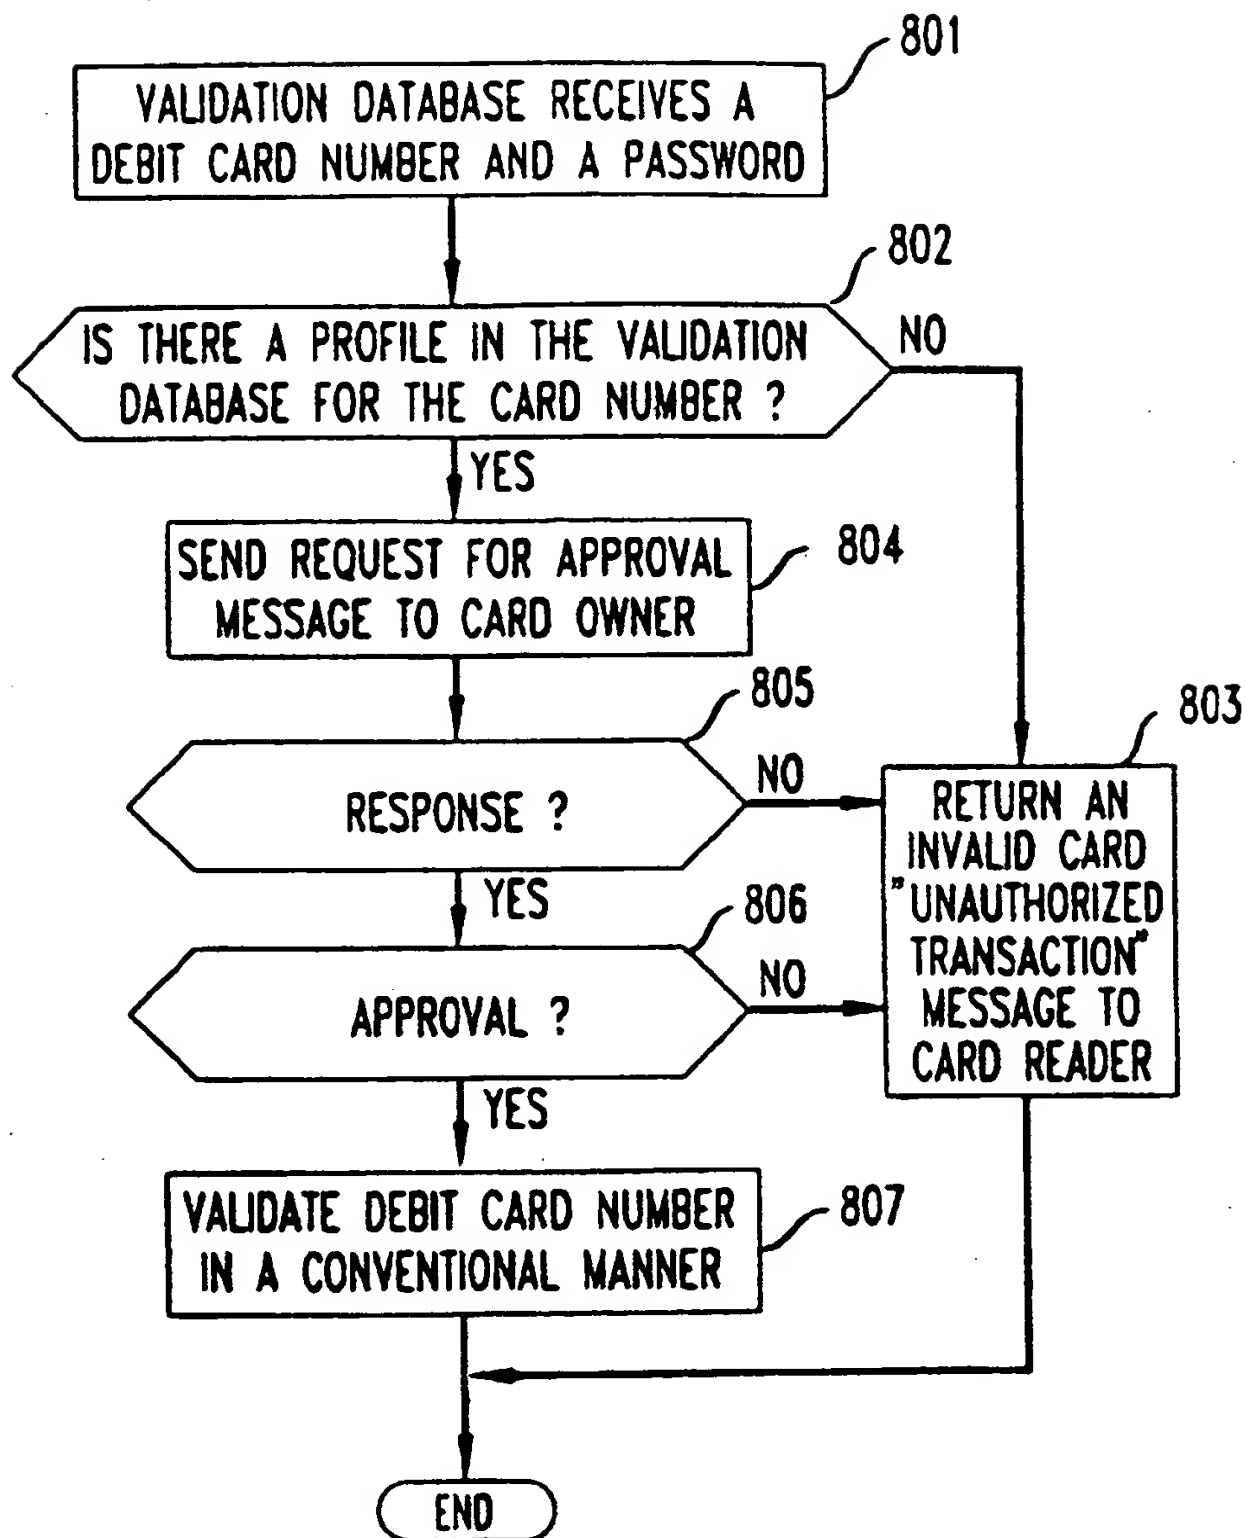 801
VALIDATION DATABASE RECEIVES A
DEBIT CARD NUMBER AND A PASSWORD
802
IS THERE A PROFILE IN THE VALIDATION
DATABASE FOR THE CARD NUMBER ?
NO
YES
SEND REQUEST FOR APPROVAL
MESSAGE TO CARD OWNER
804
805
RESPONSE ?
NO
YES
803
RETURN AN
INVALID CARD
"UNAUTHORIZED
TRANSACTION"
MESSAGE TO
CARD READER
806
APPROVAL ?
NO
YES
VALIDATE DEBIT CARD NUMBER
IN A CONVENTIONAL MANNER
807
END